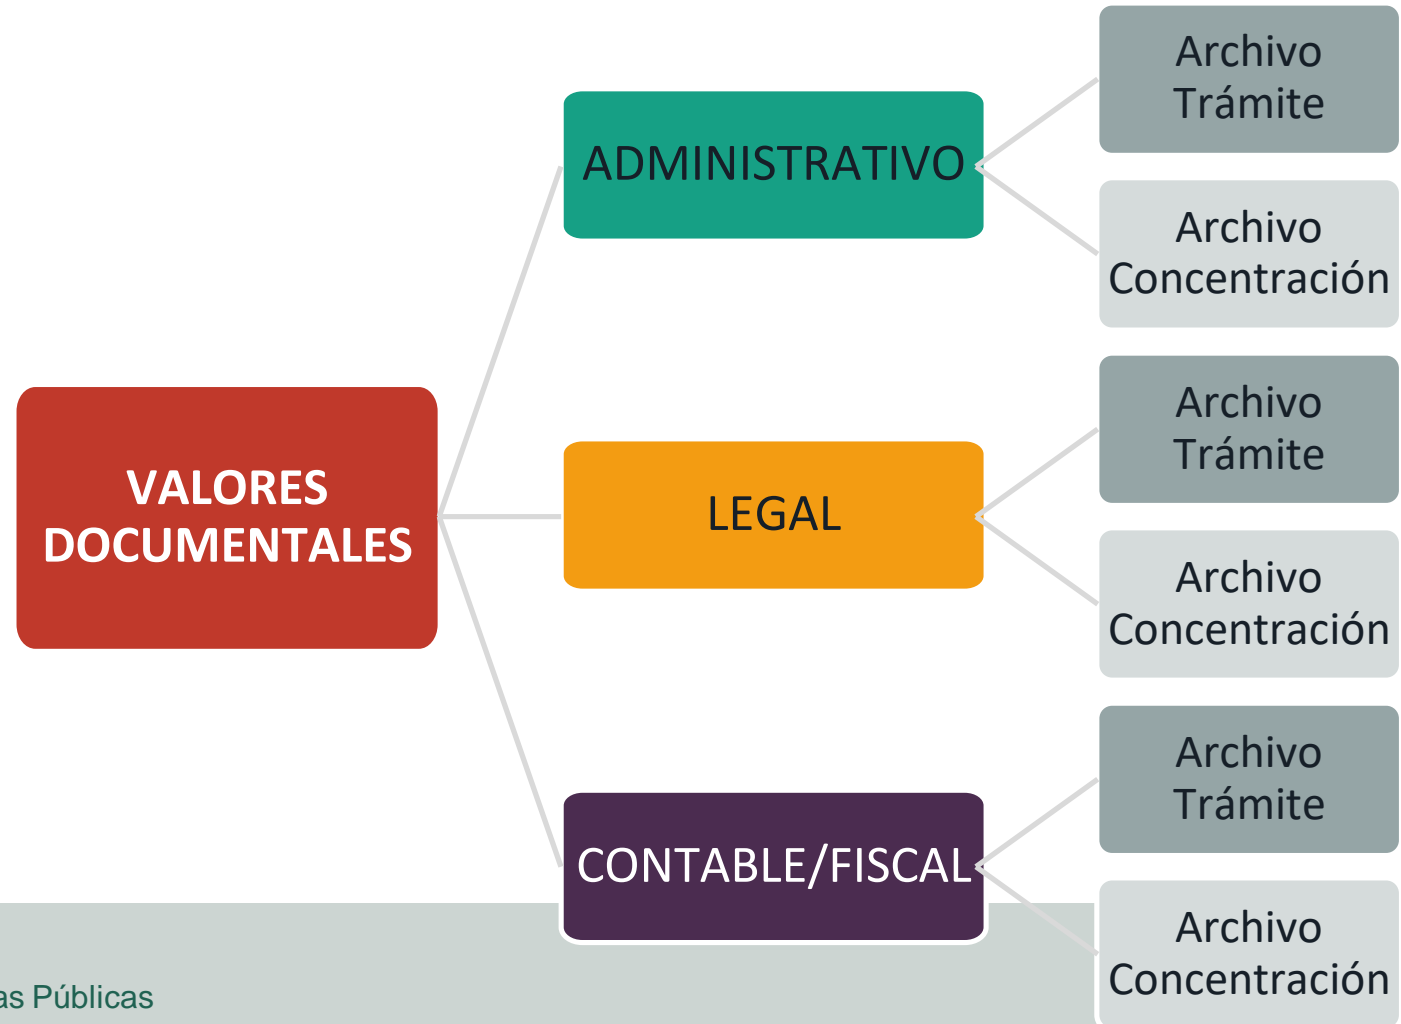 VALORES
DOCUMENTALES
ADMINISTRATIVO
Archivo
Trámite
Archivo
Concentración
LEGAL
Archivo
Trámite
Archivo
Concentración
CONTABLE/FISCAL
Archivo
Trámite
Archivo
Concentración
as Públicas